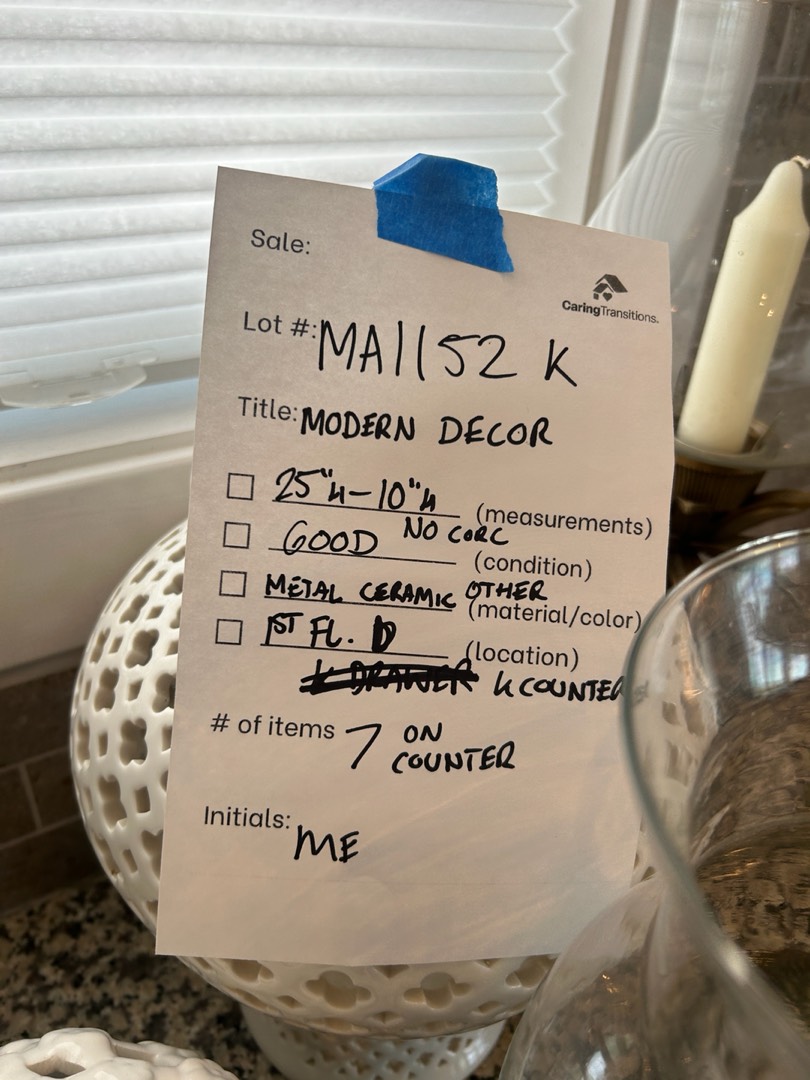 Sale:
CaringTransitions.
Lot #: MA1152 K
Title: MODERN DECOR
25"H-10"H (measurements)
GOOD NO CORC (condition)
METAL CERAMIC OTHER (material/color)
1ST FL. D (location)
K DRAWER K COUNTER
# of items 7 ON
COUNTER
Initials: ME